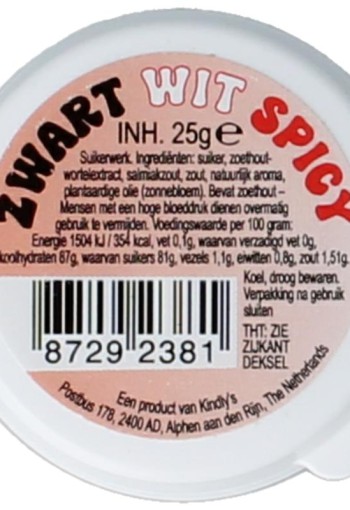 ZWART WIT SPICY
INH. 25g e
Suikerwerk. Ingrediënten: suiker, zoethout-
wortelextract, salmiakzout, zout, natuurlijk aroma,
plantaardige olie (zonnebloem). Bevat zoethout –
Mensen met een hoge bloeddruk dienen overmatig
gebruik te vermijden. Voedingswaarde per 100 gram:
Energie 1504 kJ / 354 kcal, vet 0,1g, waarvan verzadigd vet 0g,
koolhydraten 87g, waarvan suikers 81g, vezels 1,1g, eiwitten 0,8g, zout 1,51g.
Koel, droog bewaren.
Verpakking na gebruik
sluiten
THT: ZIE
ZIJKANT
DEKSEL
8729 2381
Een product van Kindly's
Postbus 178, 2400 AD, Alphen aan den Rijn, The Netherlands